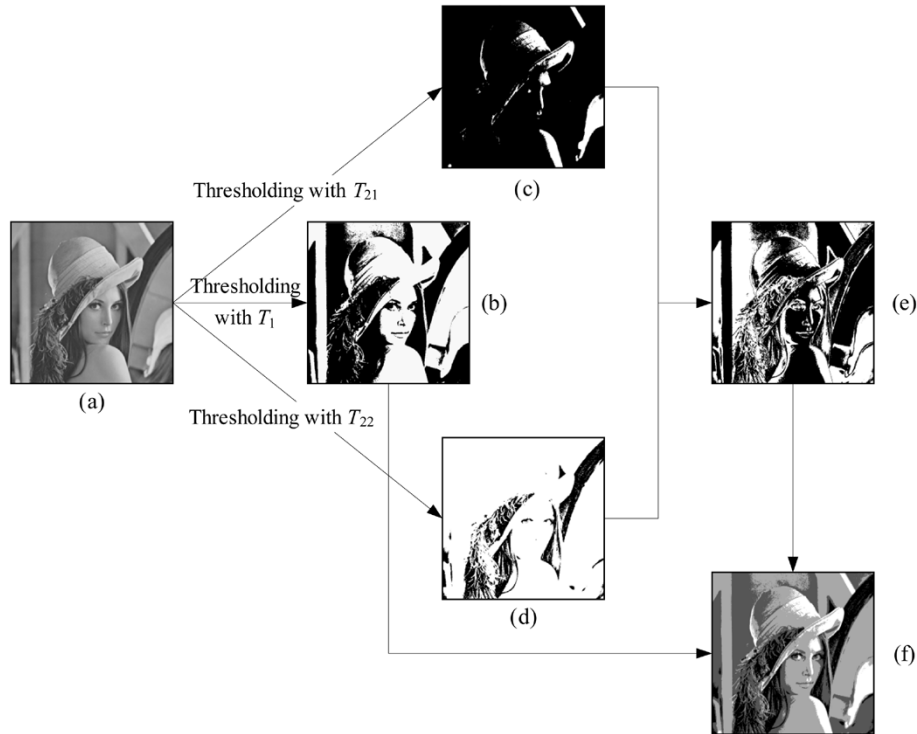 (c)
Thresholding with T21
Thresholding
with T1
(b)
(e)
(a)
Thresholding with T22
(d)
(f)